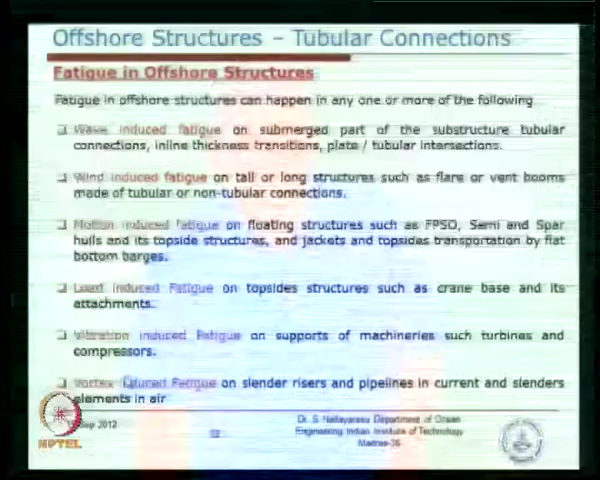 Offshore Structures – Tubular Connections
Fatigue in Offshore Structures
Fatigue in offshore structures can happen in any one or more of the following
❑ Wave induced fatigue on submerged part of the substructure tubular
connections, inline thickness transitions, plate / tubular intersections.
❑ Wind induced fatigue on tall or long structures such as flare or vent booms
made of tubular or non-tubular connections.
❑ Motion induced fatigue on floating structures such as FPSO, Semi and Spar
hulls and its topside structures, and jackets and topsides transportation by flat
bottom barges.
❑ Load induced Fatigue on topsides structures such as crane base and its
attachments.
❑ Vibration induced Fatigue on supports of machineries such turbines and
compressors.
❑ Vortex induced Fatigue on slender risers and pipelines in current and slenders
elements in air
Sep 2012
Dr. S. Nallayarasu Department of Ocean
Engineering Indian Institute of Technology
Madras-36
NPTEL